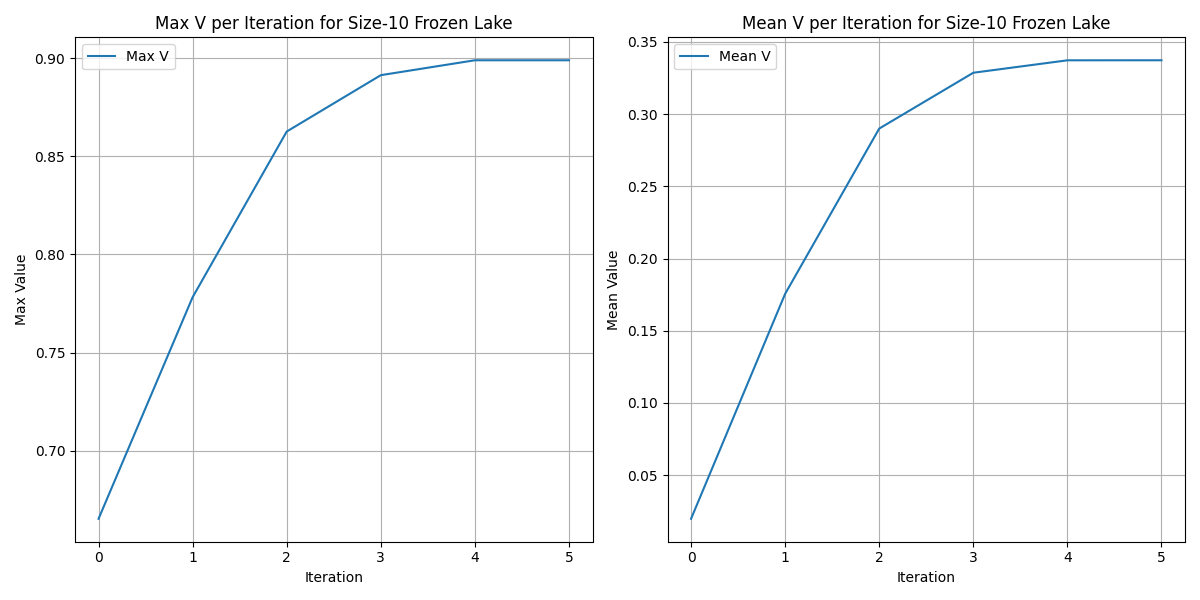 Max V per Iteration for Size-10 Frozen Lake
Max V
0.90
0.85
0.80
0.75
0.70
Max Value
0 1 2 3 4 5
Iteration
Mean V per Iteration for Size-10 Frozen Lake
Mean V
0.35
0.30
0.25
0.20
0.15
0.10
0.05
Mean Value
0 1 2 3 4 5
Iteration